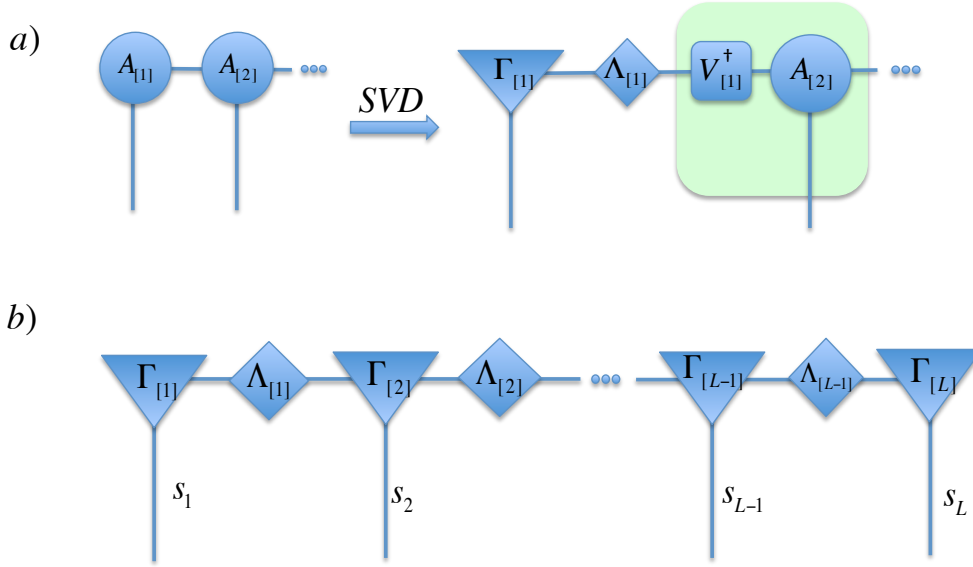 a)
A[1] A[2]
SVD
Γ[1] Λ[1] V[1]† A[2]
b)
Γ[1] Λ[1] Γ[2] Λ[2] Γ[L−1] Λ[L−1] Γ[L]
s1 s2 sL−1 sL